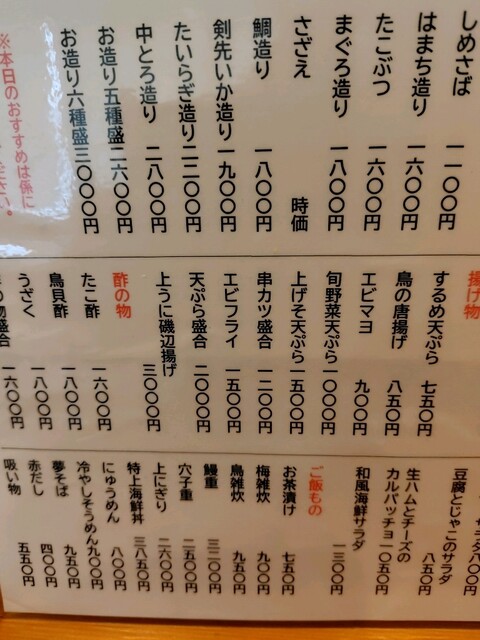 しめさば 一一〇〇円
はまち造り 一六〇〇円
たこぶつ 一六〇〇円
まぐろ造り 一八〇〇円
さざえ 時価
鯛造り 一八〇〇円
剣先いか造り 一九〇〇円
たいらぎ造り 二二〇〇円
中とろ造り 二八〇〇円
お造り五種盛 二六〇〇円
お造り六種盛 三〇〇〇円
※本日のおすすめは係に
ださい。
揚げ物
するめ天ぷら 七五〇円
鳥の唐揚げ 八五〇円
エビマヨ 九〇〇円
旬野菜天ぷら 一〇〇〇円
上げそ天ぷら 一五〇〇円
串カツ盛合 一二〇〇円
エビフライ 一五〇〇円
天ぷら盛合 二〇〇〇円
上うに磯辺揚げ 三〇〇〇円
酢の物
たこ酢 一六〇〇円
鳥貝酢 一八〇〇円
うざく 一八〇〇円
物盛合 一六〇〇円
サラダ 八〇〇円
豆腐とじゃこのサラダ 八五〇円
生ハムとチーズの
カルパッチョ 一〇五〇円
和風海鮮サラダ 一三〇〇円
ご飯もの
お茶漬け 七五〇円
梅雑炊 九〇〇円
鳥雑炊 九五〇円
鰻重 三二〇〇円
穴子重 二五〇〇円
上にぎり 二六〇〇円
特上海鮮丼 三八五〇円
にゅうめん 八〇〇円
冷やしそうめん 九〇〇円
夢そば 九五〇円
赤だし 四〇〇円
吸い物 五五〇円